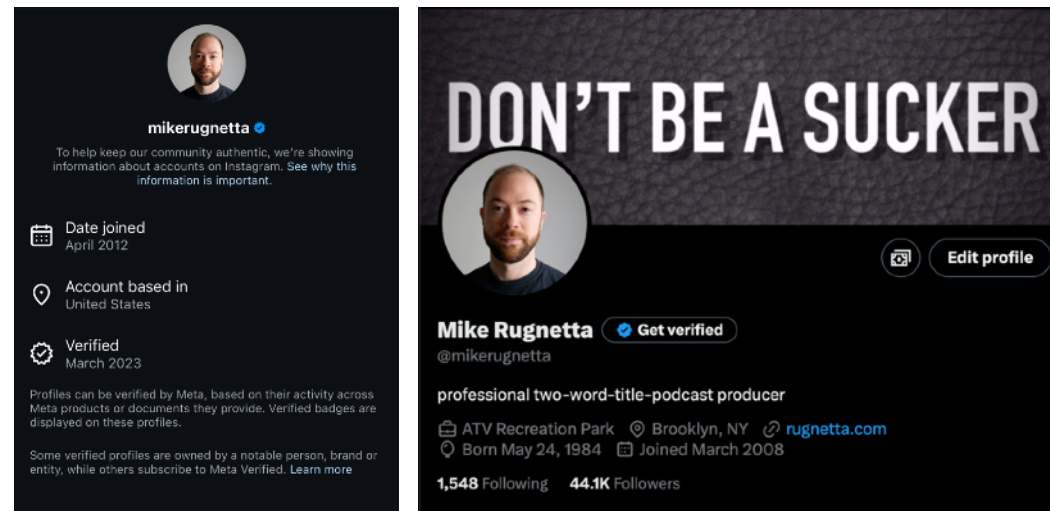 mikerugnetta
To help keep our community authentic, we're showing
information about accounts on Instagram. See why this
information is important.
Date joined
April 2012
Account based in
United States
Verified
March 2023
Profiles can be verified by Meta, based on their activity across
Meta products or documents they provide. Verified badges are
displayed on these profiles.
Some verified profiles are owned by a notable person, brand or
entity, while others subscribe to Meta Verified. Learn more
DON'T BE A SUCKER
Edit profile
Mike Rugnetta Get verified
@mikerugnetta
professional two-word-title-podcast producer
ATV Recreation Park Brooklyn, NY rugnetta.com
Born May 24, 1984 Joined March 2008
1,548 Following 44.1K Followers